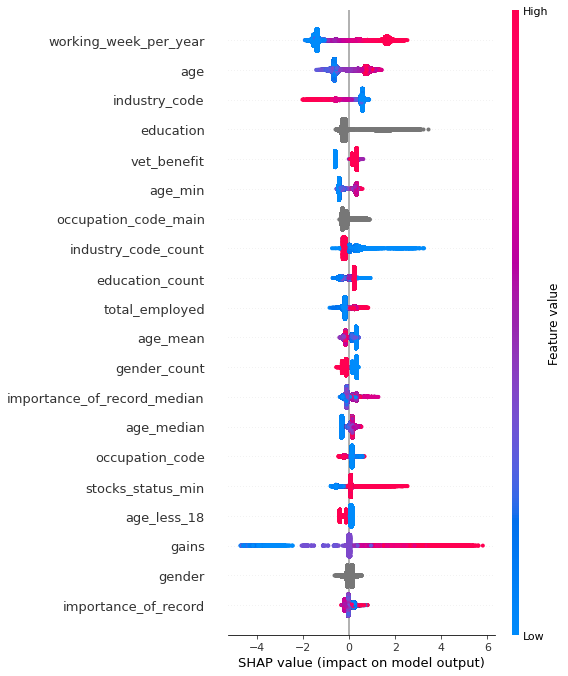 High
working_week_per_year
age
industry_code
education
vet_benefit
age_min
occupation_code_main
industry_code_count
education_count
total_employed
age_mean
gender_count
importance_of_record_median
age_median
occupation_code
stocks_status_min
age_less_18
gains
gender
importance_of_record
Feature value
Low
−4 −2 0 2 4 6
SHAP value (impact on model output)